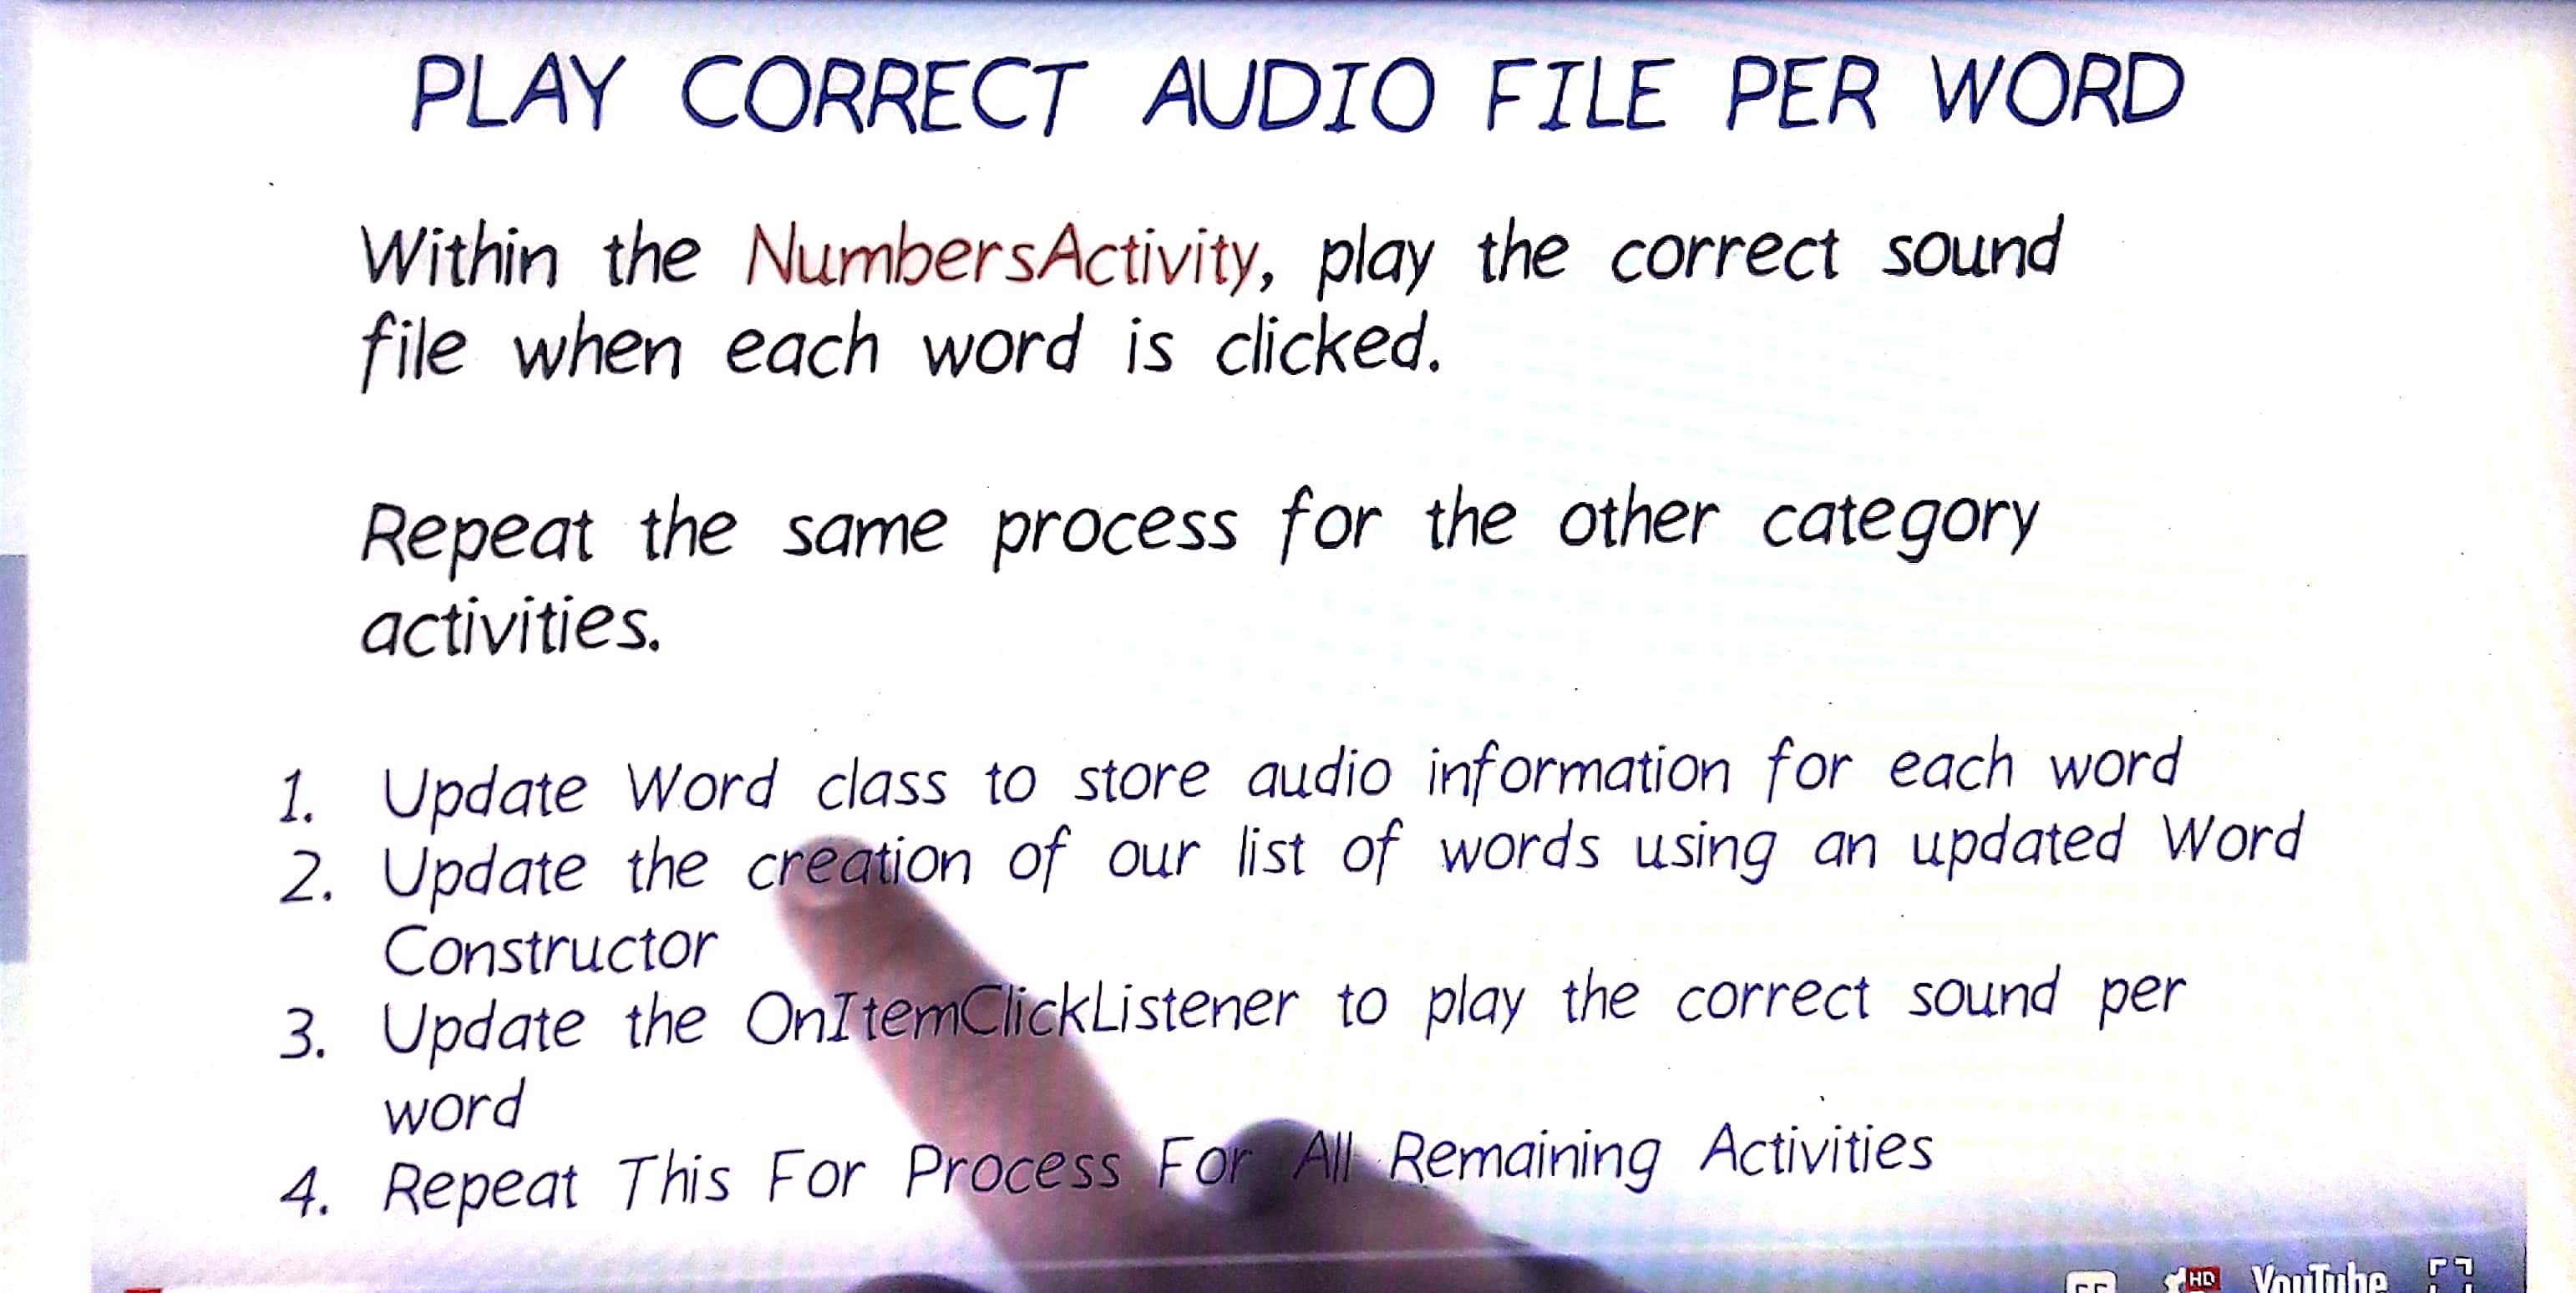 PLAY CORRECT AUDIO FILE PER WORD
Within the NumbersActivity, play the correct sound
file when each word is clicked.
Repeat the same process for the other category
activities.
1. Update Word class to store audio information for each word
2. Update the creation of our list of words using an updated Word
Constructor
3. Update the OnItemClickListener to play the correct sound per
word
4. Repeat This For Process For All Remaining Activities
CC HD YouTube